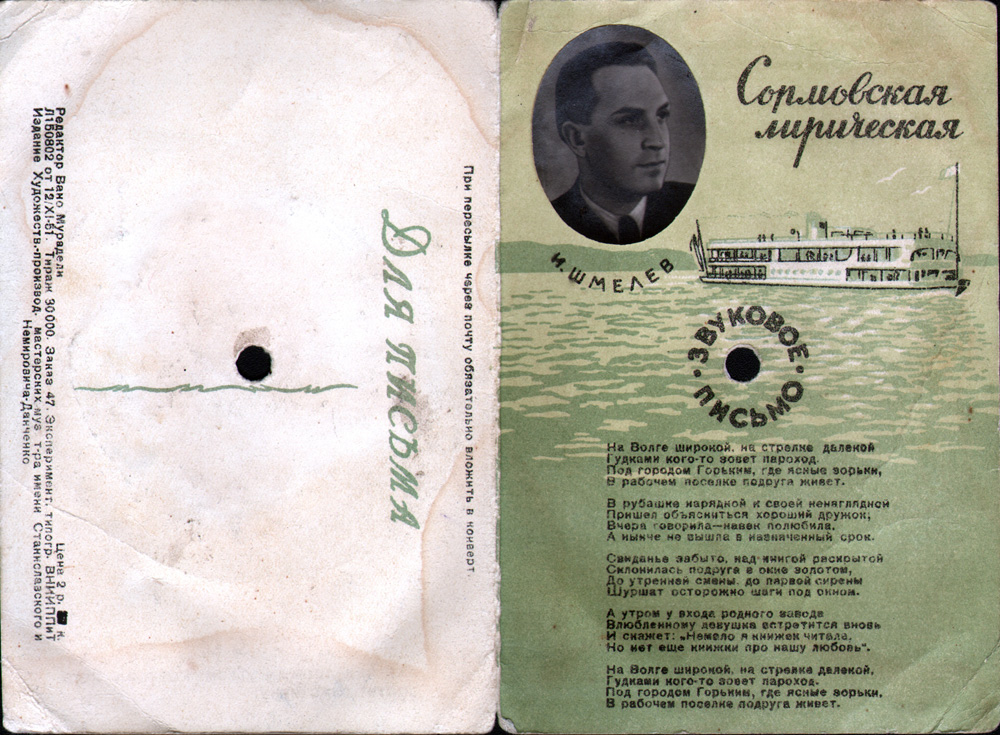 Редактор Вано Мурадели
Л150802 от 12/XI-51. Тираж 30 000. Заказ 47. Эксперимент. типогр. ВНИИППиТ
Цена 2 р. к.
Издание Художеств.-производ. мастерских муз. т-ра имени Станиславского и
Немировича-Данченко
Для письма
При пересылке через почту обязательно вложить в конверт
Сормовская
лирическая
И. ШМЕЛЕВ
ЗВУКОВОЕ
ПИСЬМО
На Волге широкой, на стрелке далекой
Гудками кого-то зовет пароход.
Под городом Горьким, где ясные зорьки,
В рабочем поселке подруга живет.
В рубашке нарядной к своей ненаглядной
Пришел объясниться хороший дружок;
Вчера говорила—навек полюбила,
А нынче не вышла в назначенный срок.
Свиданье забыто, над книгой раскрытой
Склонилась подруга в окне золотом,
До утренней смены, до первой сирены
Шуршат осторожно шаги под окном.
А утром у входа родного завода
Влюбленному девушка встретится вновь
И скажет: „Немало я книжек читала,
Но нет еще книжки про нашу любовь".
На Волге широкой, на стрелке далекой,
Гудками кого-то зовет пароход.
Под городом Горьким, где ясные зорьки,
В рабочем поселке подруга живет.